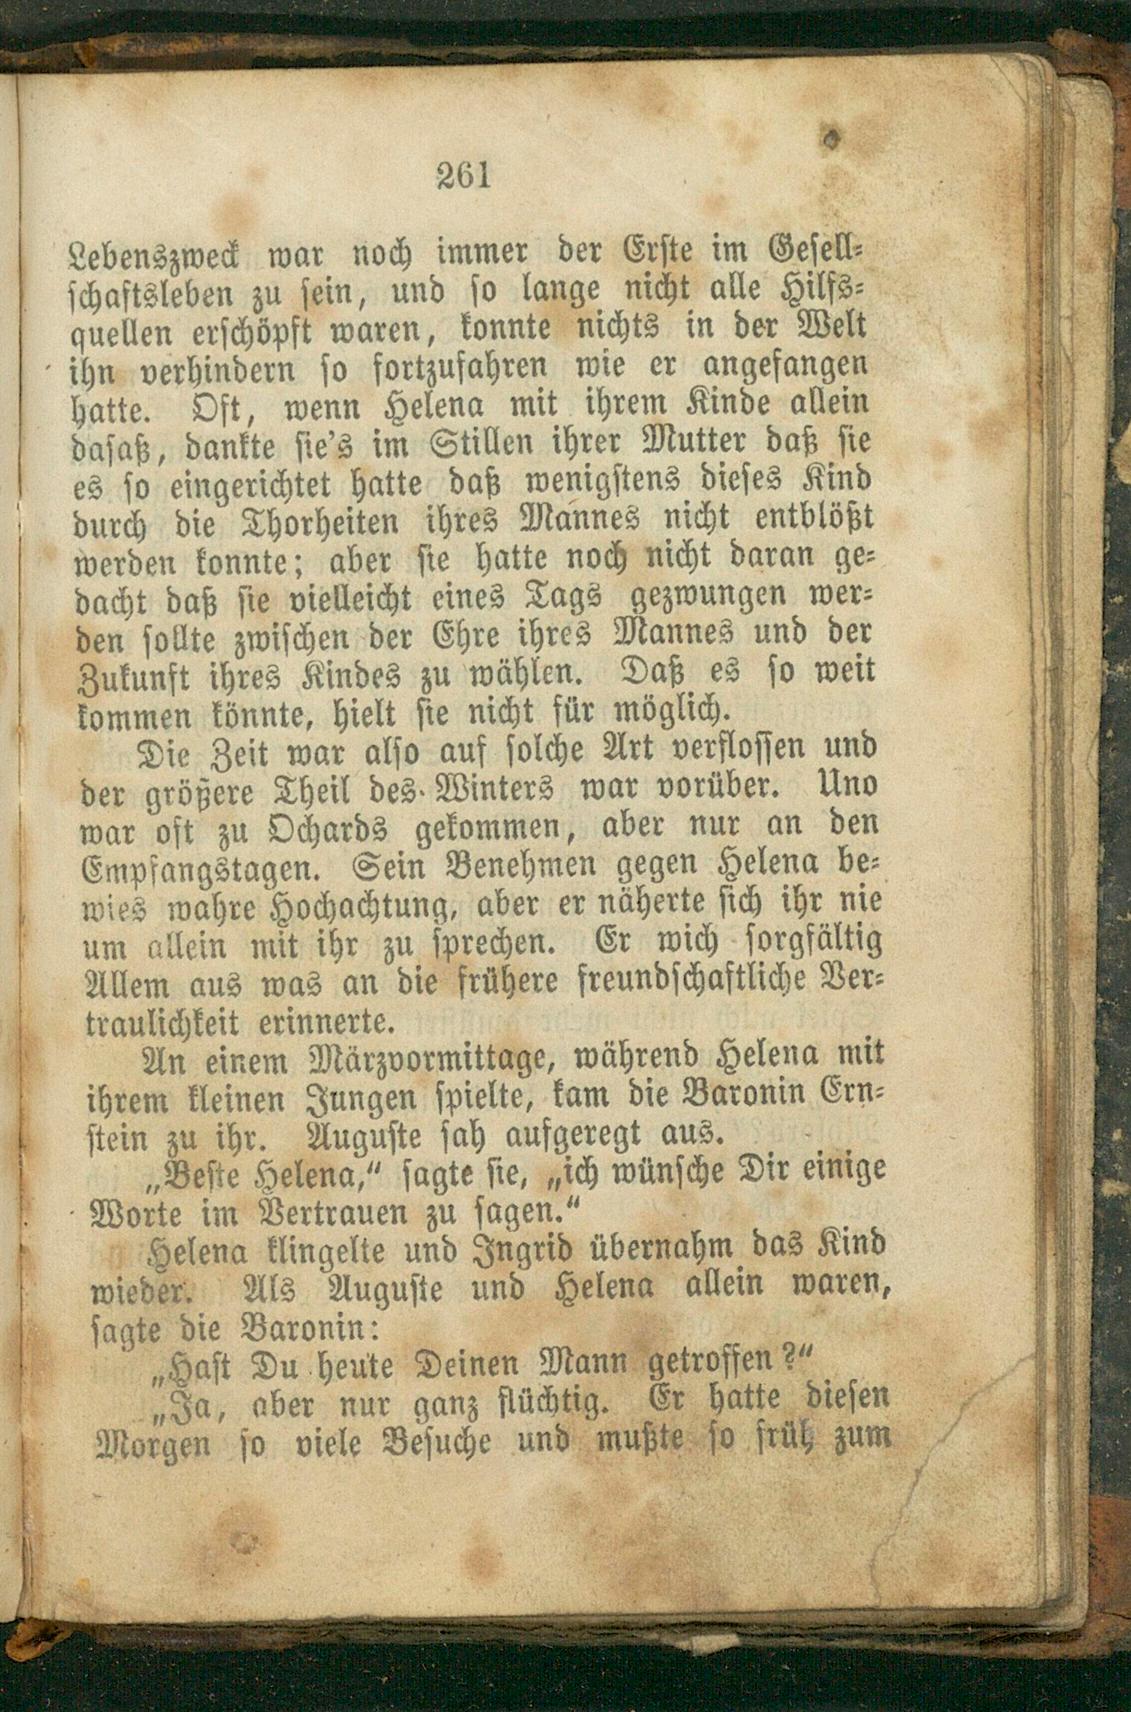 261
Lebenszweck war noch immer der Erste im Gesell-
schaftsleben zu sein, und so lange nicht alle Hilfs-
quellen erschöpft waren, konnte nichts in der Welt
ihn verhindern so fortzufahren wie er angefangen
hatte. Oft, wenn Helena mit ihrem Kinde allein
dasaß, dankte sie's im Stillen ihrer Mutter daß sie
es so eingerichtet hatte daß wenigstens dieses Kind
durch die Thorheiten ihres Mannes nicht entblößt
werden konnte; aber sie hatte noch nicht daran ge-
dacht daß sie vielleicht eines Tags gezwungen wer-
den sollte zwischen der Ehre ihres Mannes und der
Zukunft ihres Kindes zu wählen. Daß es so weit
kommen könnte, hielt sie nicht für möglich.
Die Zeit war also auf solche Art verflossen und
der größere Theil des Winters war vorüber. Uno
war oft zu Ochards gekommen, aber nur an den
Empfangstagen. Sein Benehmen gegen Helena be-
wies wahre Hochachtung, aber er näherte sich ihr nie
um allein mit ihr zu sprechen. Er wich sorgfältig
Allem aus was an die frühere freundschaftliche Ver-
traulichkeit erinnerte.
An einem Märzvormittage, während Helena mit
ihrem kleinen Jungen spielte, kam die Baronin Ern-
stein zu ihr. Auguste sah aufgeregt aus.
„Beste Helena,“ sagte sie, „ich wünsche Dir einige
Worte im Vertrauen zu sagen.“
Helena klingelte und Ingrid übernahm das Kind
wieder. Als Auguste und Helena allein waren,
sagte die Baronin:
„Hast Du heute Deinen Mann getroffen?“
„Ja, aber nur ganz flüchtig. Er hatte diesen
Morgen so viele Besuche und mußte so früh zum